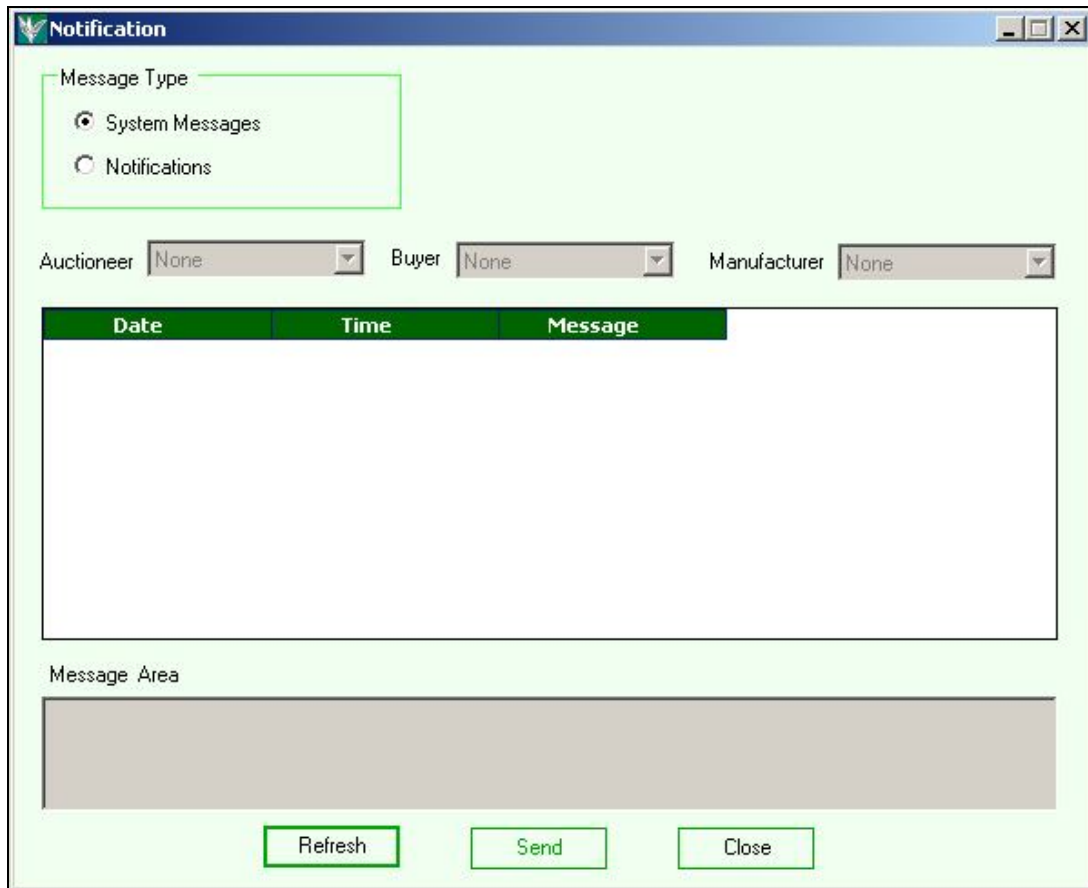 Notification
Message Type
System Messages
Notifications
Auctioneer None Buyer None Manufacturer None
Date Time Message
Message Area
Refresh Send Close